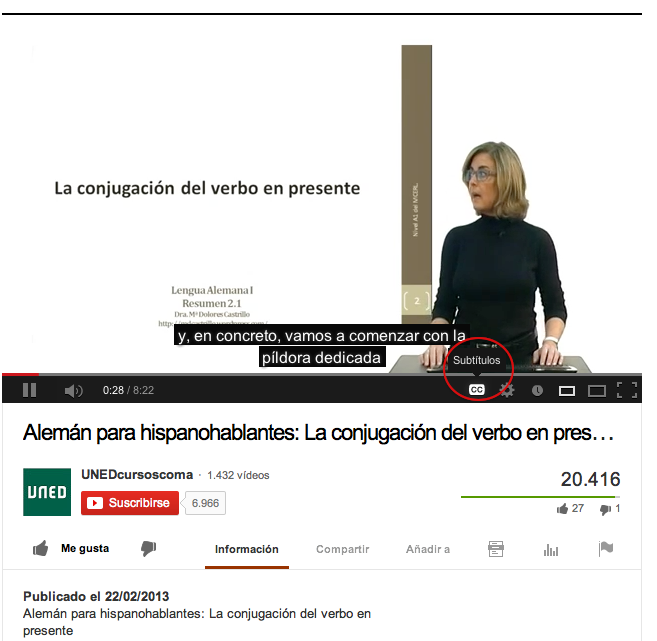 La conjugación del verbo en presente
Nivel A1 del MCERL.
Lengua Alemana I
Resumen 2.1
Dra. Mª Dolores Castrillo
2
y, en concreto, vamos a comenzar con la
píldora dedicada
Subtítulos
CC
0:28 / 8:22
Alemán para hispanohablantes: La conjugación del verbo en pres…
UNED
UNEDcursoscoma · 1.432 vídeos
Suscribirse 6.966
20.416
27 1
Me gusta Información Compartir Añadir a
Publicado el 22/02/2013
Alemán para hispanohablantes: La conjugación del verbo en
presente